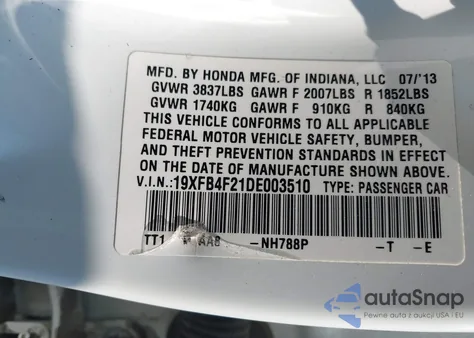 MFD. BY HONDA MFG. OF INDIANA, LLC 07/'13
GVWR 3837LBS GAWR F 2007LBS R 1852LBS
GVWR 1740KG GAWR F 910KG R 840KG
THIS VEHICLE CONFORMS TO ALL APPLICABLE
FEDERAL MOTOR VEHICLE SAFETY, BUMPER,
AND THEFT PREVENTION STANDARDS IN EFFECT
ON THE DATE OF MANUFACTURE SHOWN ABOVE.
V.I.N.:19XFB4F21DE003510 TYPE: PASSENGER CAR
TT1 AA8 -NH788P -T -E
autoSnap
Pewne auta z aukcji USA i EU